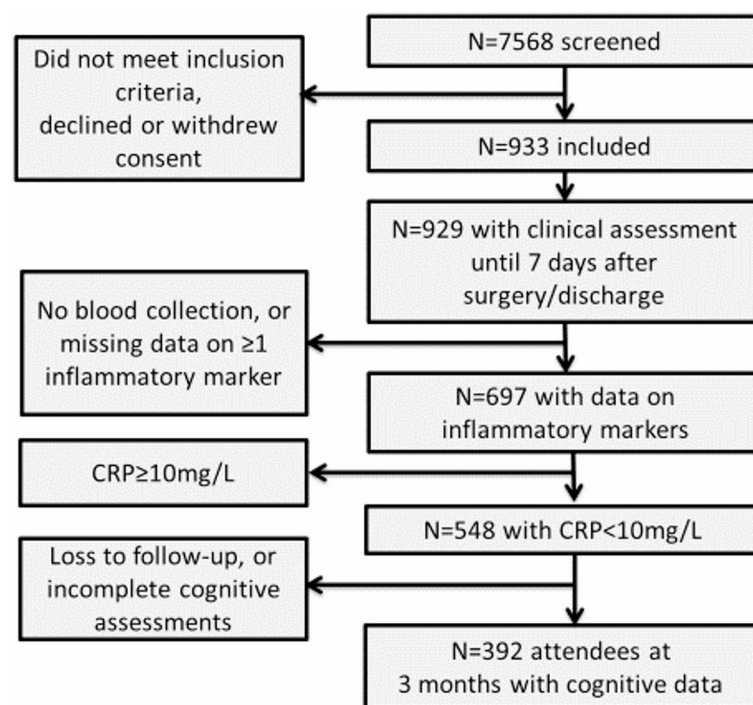 N=7568 screened
Did not meet inclusion
criteria,
declined or withdrew
consent
N=933 included
N=929 with clinical assessment
until 7 days after
surgery/discharge
No blood collection, or
missing data on ≥1
inflammatory marker
N=697 with data on
inflammatory markers
CRP≥10mg/L
N=548 with CRP<10mg/L
Loss to follow-up, or
incomplete cognitive
assessments
N=392 attendees at
3 months with cognitive data